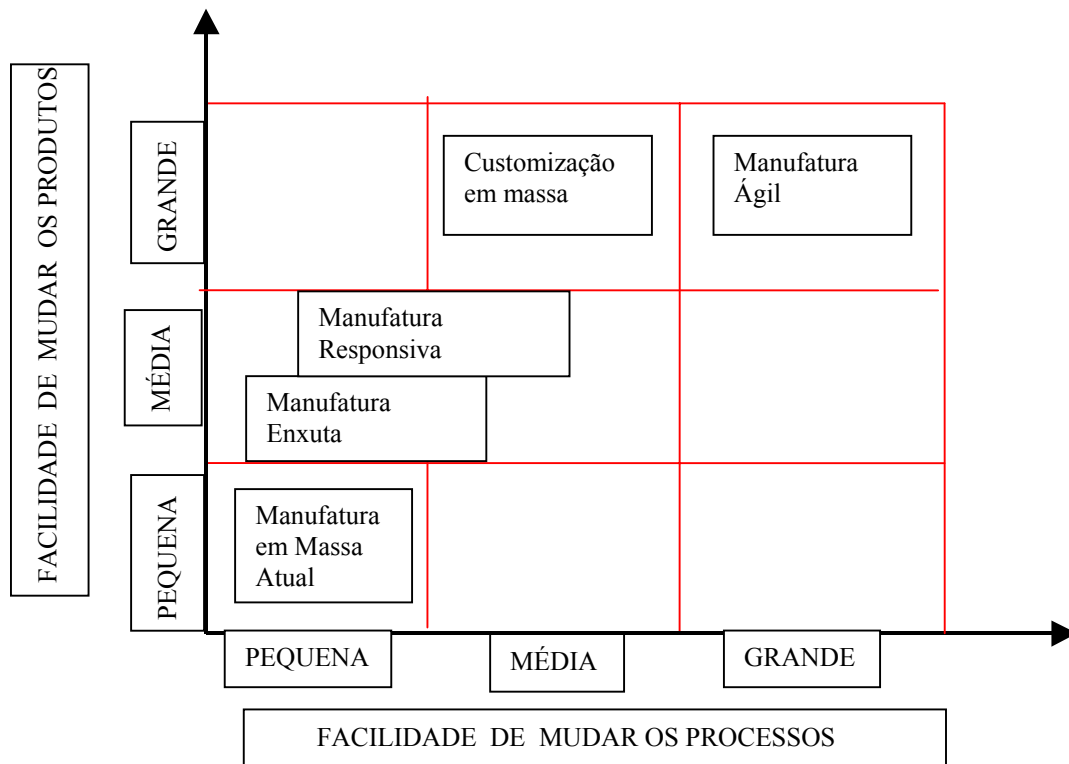 FACILIDADE DE MUDAR OS PRODUTOS
GRANDE
Customização
em massa
Manufatura
Ágil
MÉDIA
Manufatura
Responsiva
Manufatura
Enxuta
PEQUENA
Manufatura
em Massa
Atual
PEQUENA
MÉDIA
GRANDE
FACILIDADE DE MUDAR OS PROCESSOS